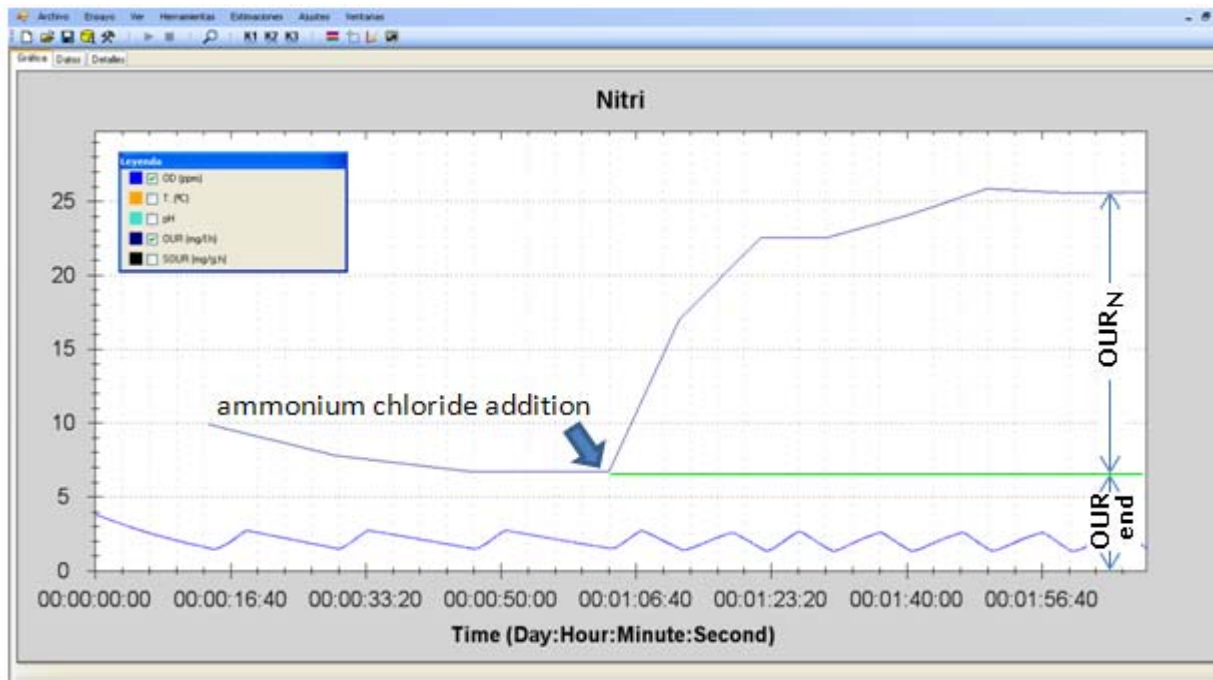 Archivo Ensayo Ver Herramientas Estimaciones Ajustes Ventanas
K1 K2 K3
Gráfica Datos Detalles
Nitri
Leyenda
OD (ppm)
T. (ºC)
pH
OUR (mg/l.h)
SOUR (mg/g.h)
25
20
15
10
5
0
ammonium chloride addition
OUR N
OUR end
00:00:00:00 00:00:16:40 00:00:33:20 00:00:50:00 00:01:06:40 00:01:23:20 00:01:40:00 00:01:56:40
Time (Day:Hour:Minute:Second)